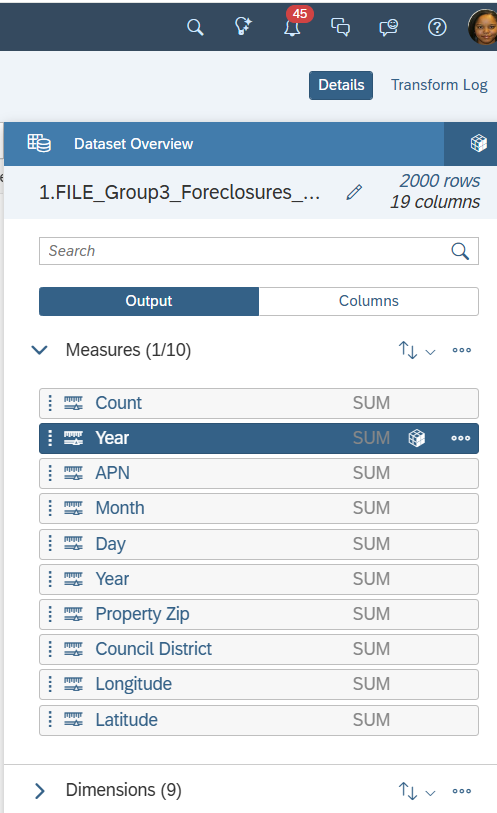 45
Details Transform Log
Dataset Overview
1.FILE_Group3_Foreclosures_... 2000 rows
19 columns
Search
Output Columns
Measures (1/10)
Count SUM
Year SUM
APN SUM
Month SUM
Day SUM
Year SUM
Property Zip SUM
Council District SUM
Longitude SUM
Latitude SUM
Dimensions (9)